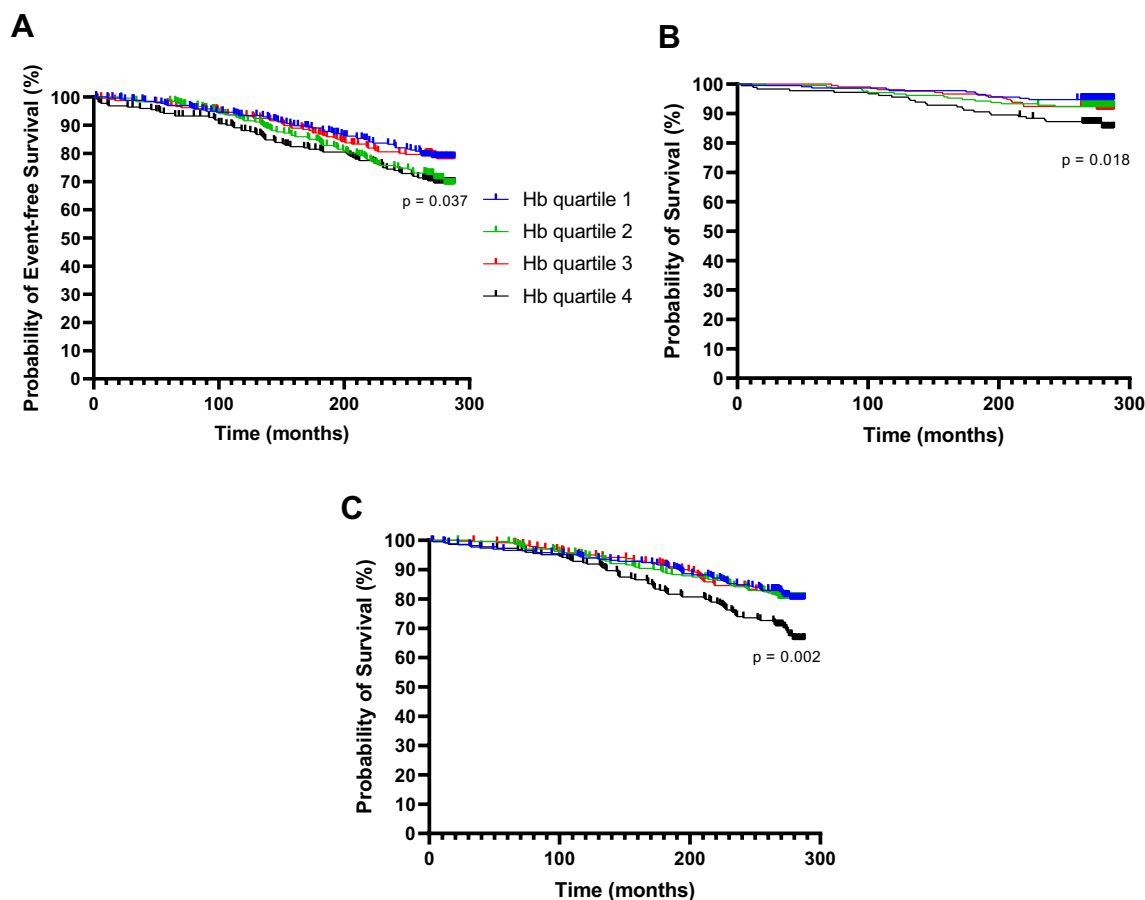 A
Probability of Event-free Survival (%)
100
90
80
70
60
50
40
30
20
10
0
0 100 200 300
Time (months)
p = 0.037
Hb quartile 1
Hb quartile 2
Hb quartile 3
Hb quartile 4
B
Probability of Survival (%)
100
90
80
70
60
50
40
30
20
10
0
0 100 200 300
Time (months)
p = 0.018
C
Probability of Survival (%)
100
90
80
70
60
50
40
30
20
10
0
0 100 200 300
Time (months)
p = 0.002